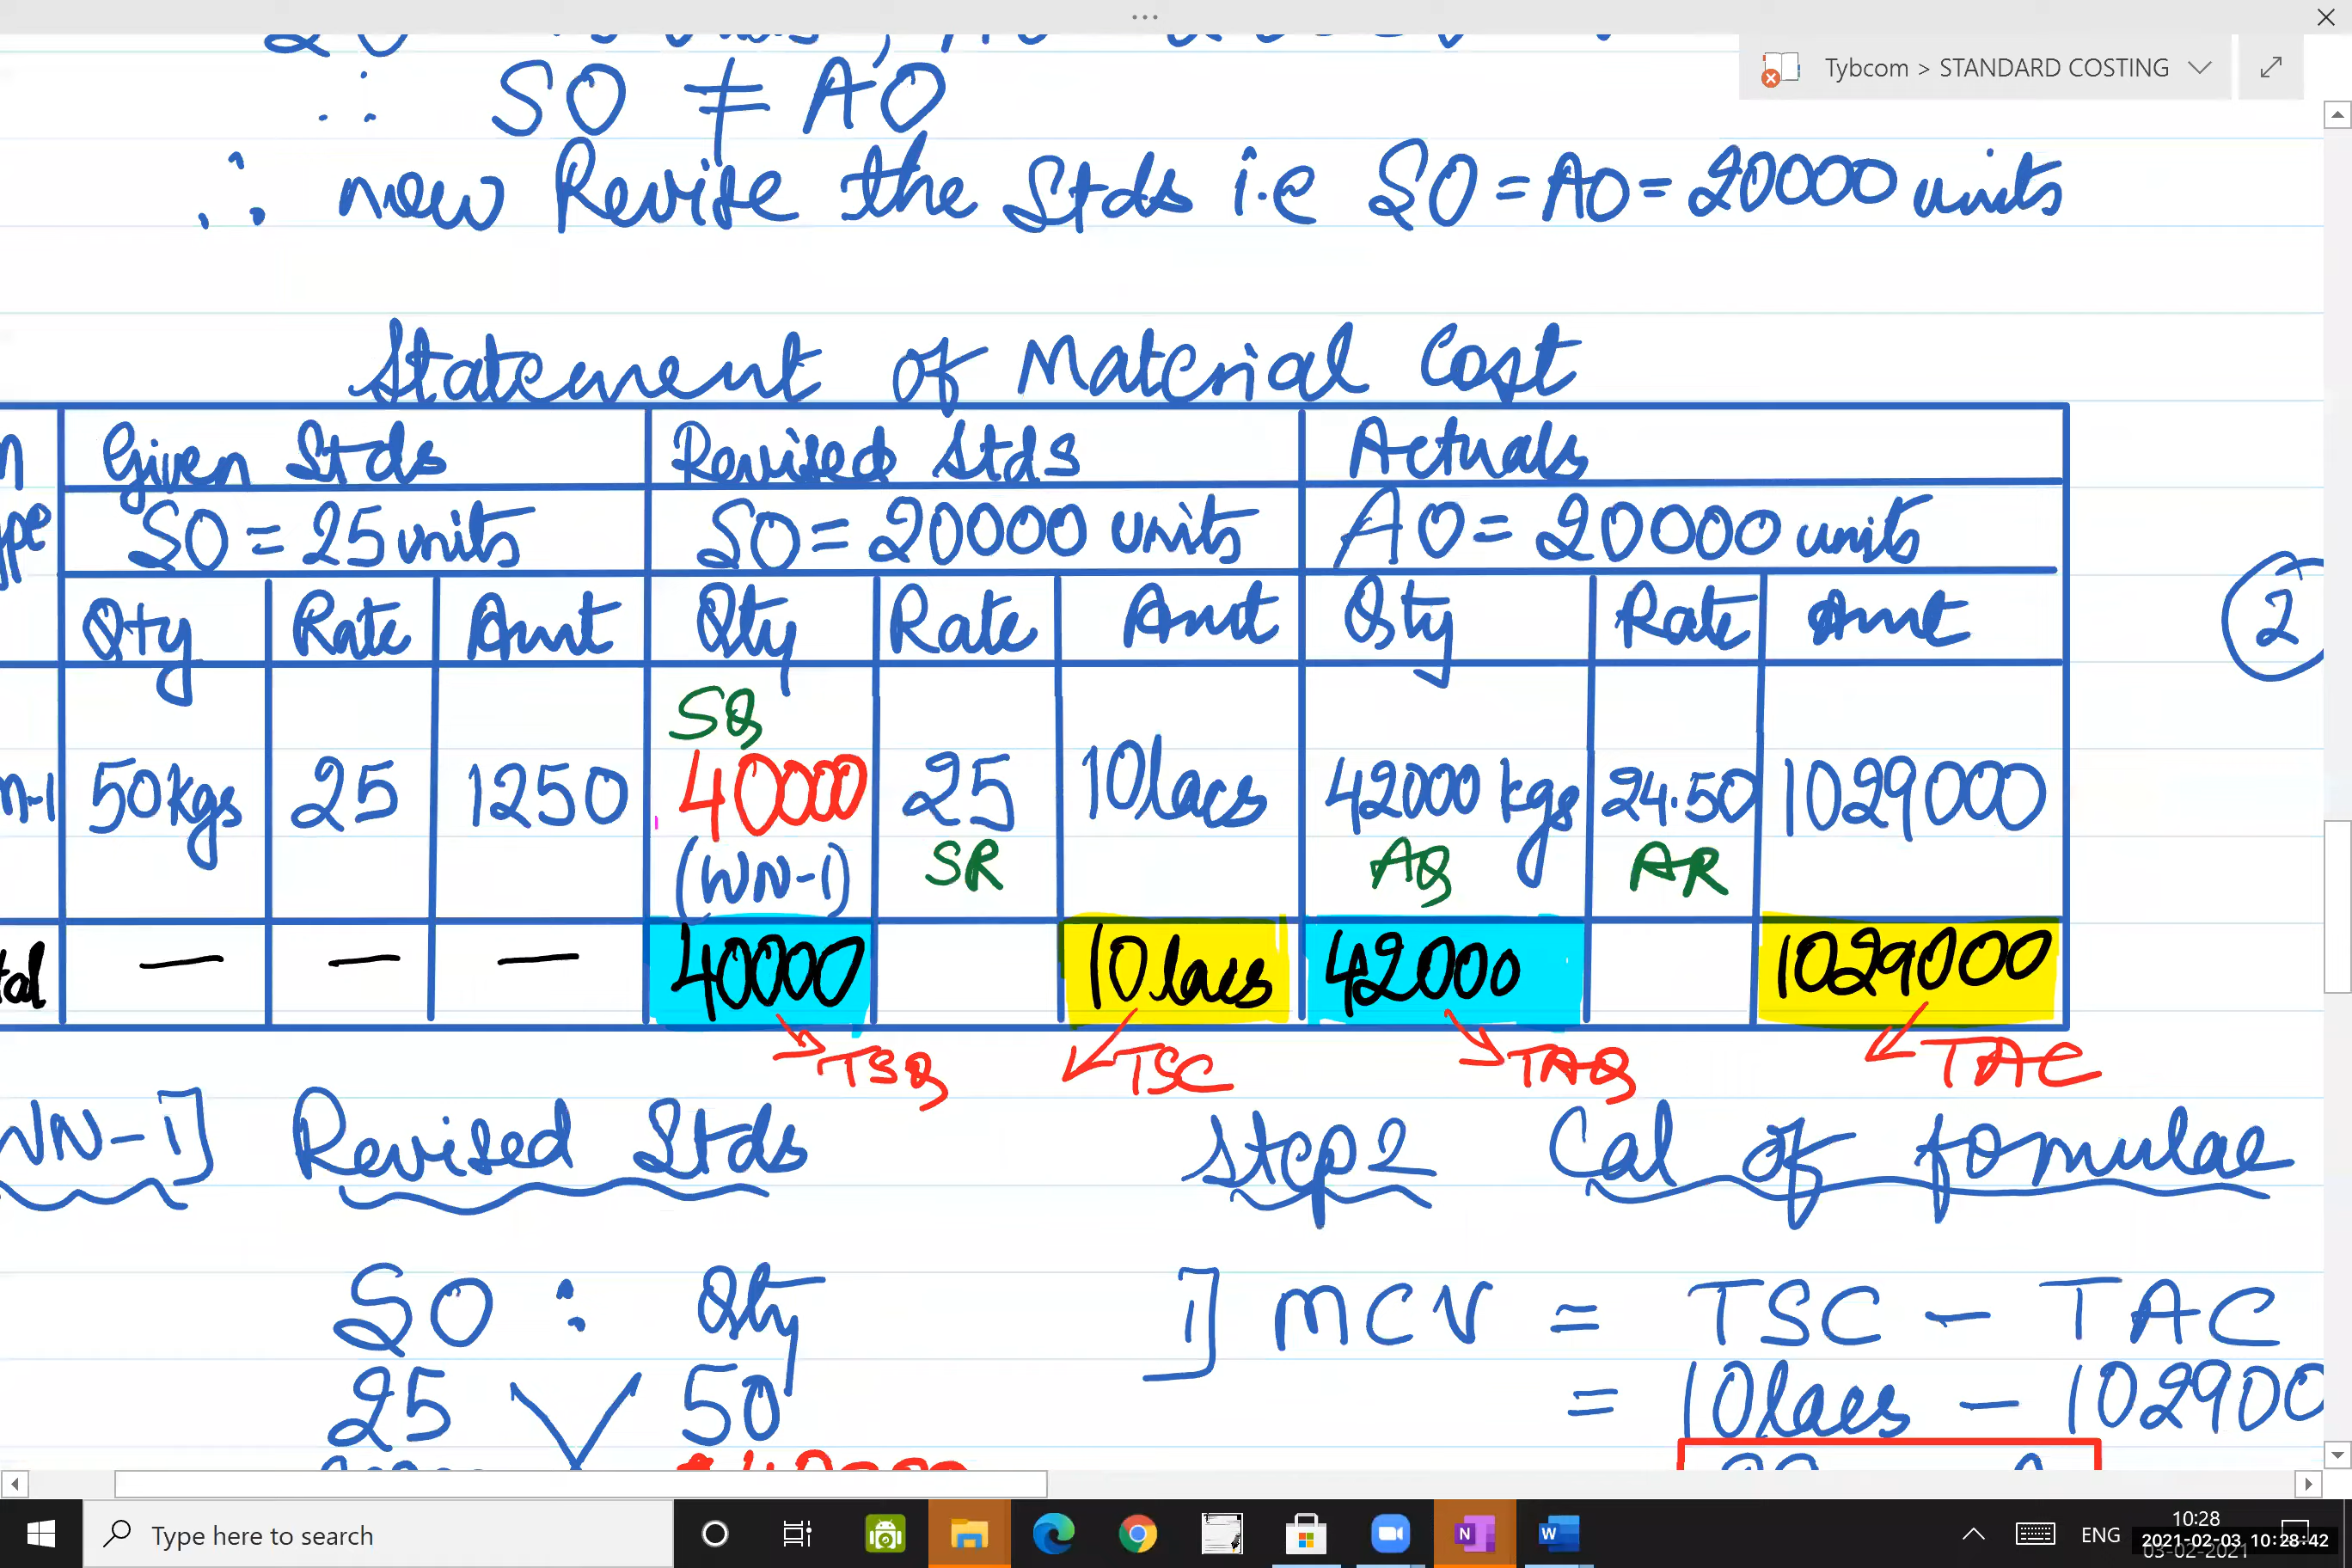 Tybcom > STANDARD COSTING
∴ SO ≠ AO
∴ now Revise the Stds i.e SO = AO = 20000 units
Statement of Material Cost
Given Stds Revised Stds Actuals
SO = 25 units SO = 20000 units AO = 20000 units
Qty Rate Amt Qty Rate Amt Qty Rate Amt
SQ
50kgs 25 1250 40000 25 10lacs 42000 kgs 24.50 1029000
(WN-1) SR AQ AR
— — — 40000 10lacs 42000 1029000
TSQ TSC TAQ TAC
WN-1] Revised Stds Step2 Cal of formulae
SO : Qty 1] MCV = TSC - TAC
25 50 = 10lacs - 102900
2
Type here to search
ENG
10:28
2021-02-03 10:28:42
03-02-2021